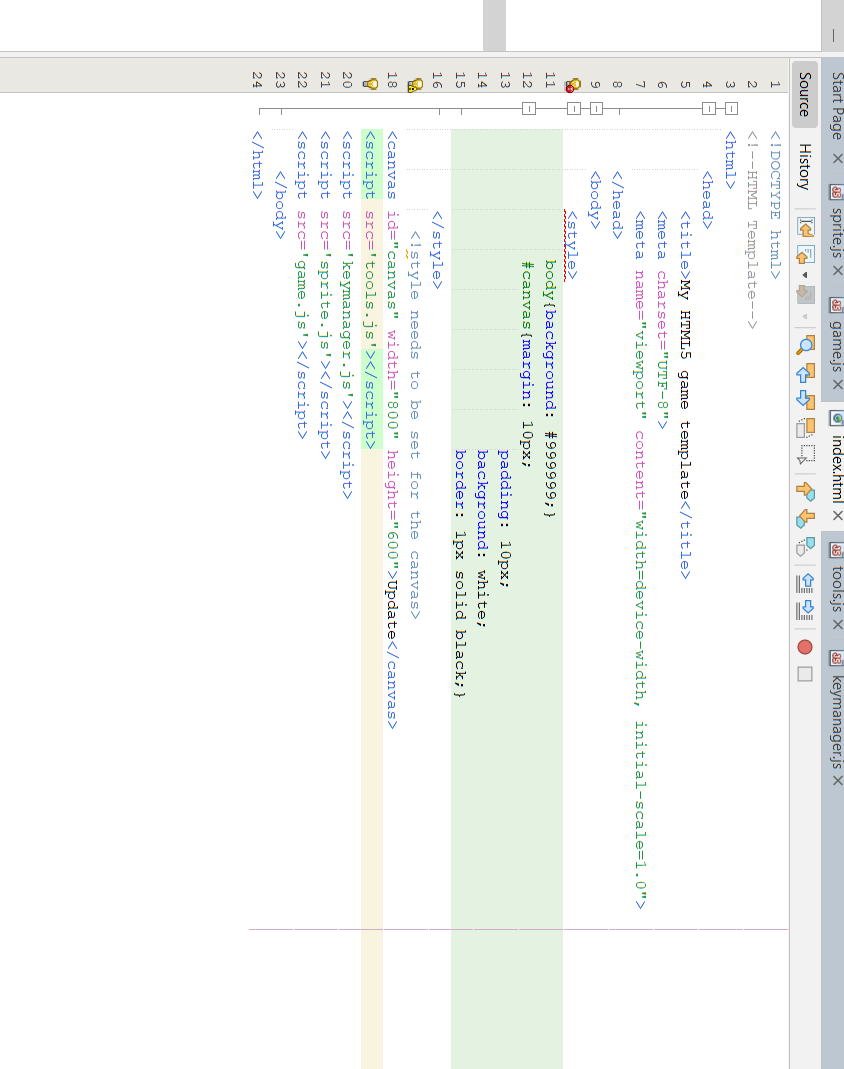 Start Page
sprite.js
game.js
index.html
tools.js
keymanager.js
Source History
1 <!DOCTYPE html>
2 <!--HTML Template-->
3 <html>
4 <head>
5 <title>My HTML5 game template</title>
6 <meta charset="UTF-8">
7 <meta name="viewport" content="width=device-width, initial-scale=1.0">
8 </head>
9 <body>
<style>
11 body{background: #999999;}
12 #canvas{margin: 10px;
13 padding: 10px;
14 background: white;
15 border: 1px solid black;}
16 </style>
<!style needs to be set for the canvas>
18 <canvas id="canvas" width="800" height="600">Update</canvas>
<script src='tools.js'></script>
20 <script src='keymanager.js'></script>
21 <script src='sprite.js'></script>
22 <script src='game.js'></script>
23 </body>
24 </html>